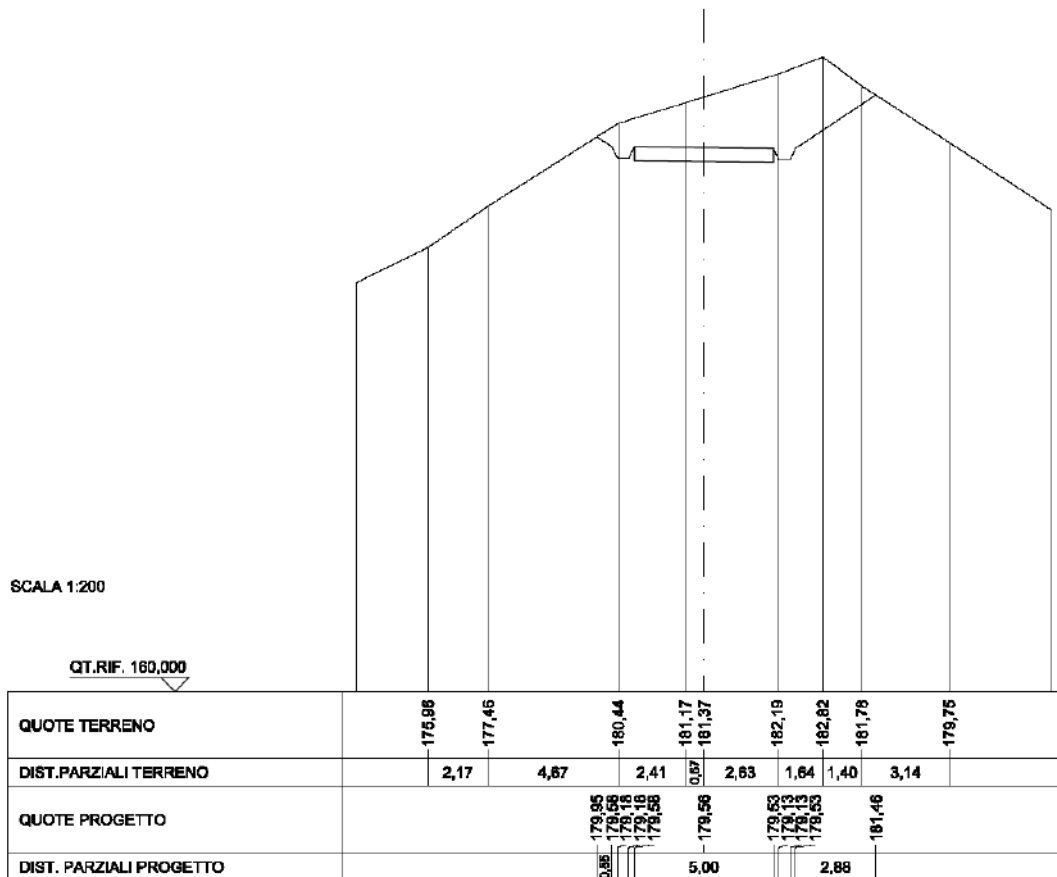 SCALA 1:200
QT.RIF. 160,000
QUOTE TERRENO 175,96 177,46 180,44 181,17 181,37 182,19 182,82 181,78 179,75
DIST.PARZIALI TERRENO 2,17 4,67 2,41 0,67 2,63 1,64 1,40 3,14
QUOTE PROGETTO 179,95 179,58 179,18 179,18 179,58 179,56 179,53 179,13 179,13 179,53 181,46
DIST. PARZIALI PROGETTO 5,00 2,88